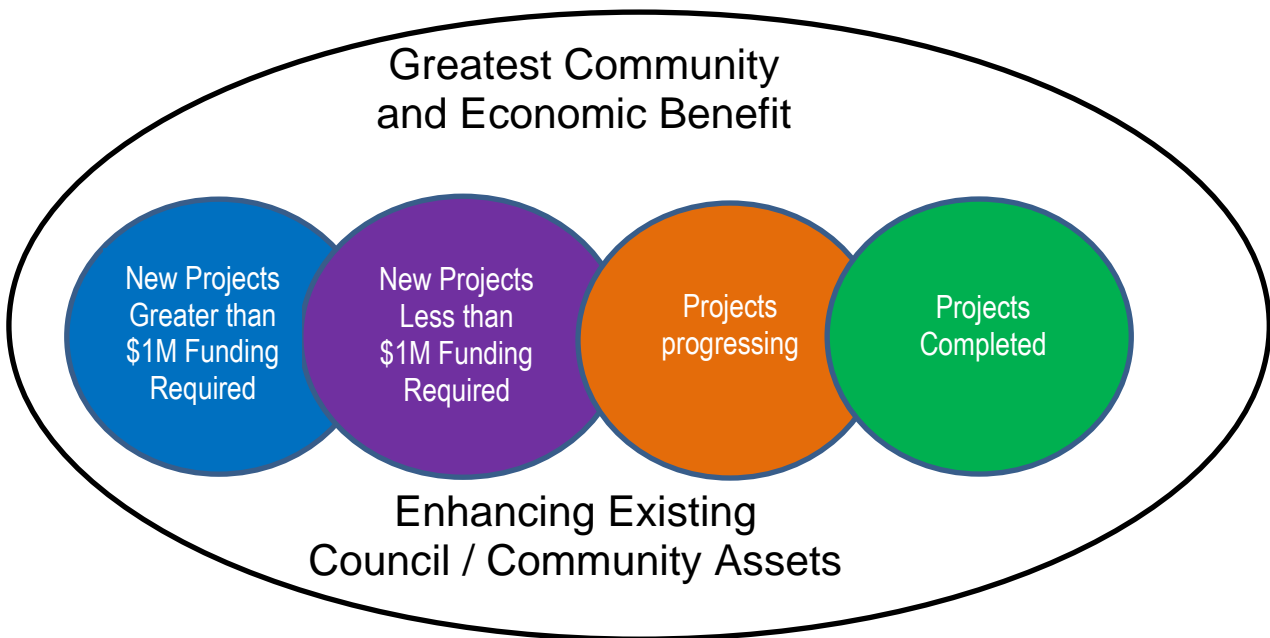 Greatest Community
and Economic Benefit
New Projects
Greater than
$1M Funding
Required
New Projects
Less than
$1M Funding
Required
Projects
progressing
Projects
Completed
Enhancing Existing
Council / Community Assets